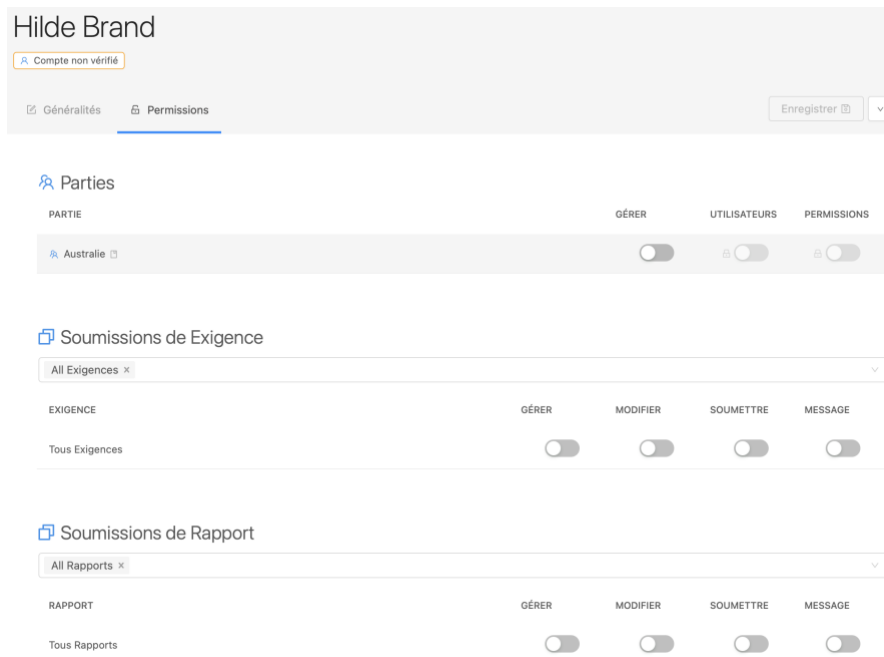 Hilde Brand
Compte non vérifié
Généralités Permissions Enregistrer
Parties
PARTIE GÉRER UTILISATEURS PERMISSIONS
Australie
Soumissions de Exigence
All Exigences ×
EXIGENCE GÉRER MODIFIER SOUMETTRE MESSAGE
Tous Exigences
Soumissions de Rapport
All Rapports ×
RAPPORT GÉRER MODIFIER SOUMETTRE MESSAGE
Tous Rapports